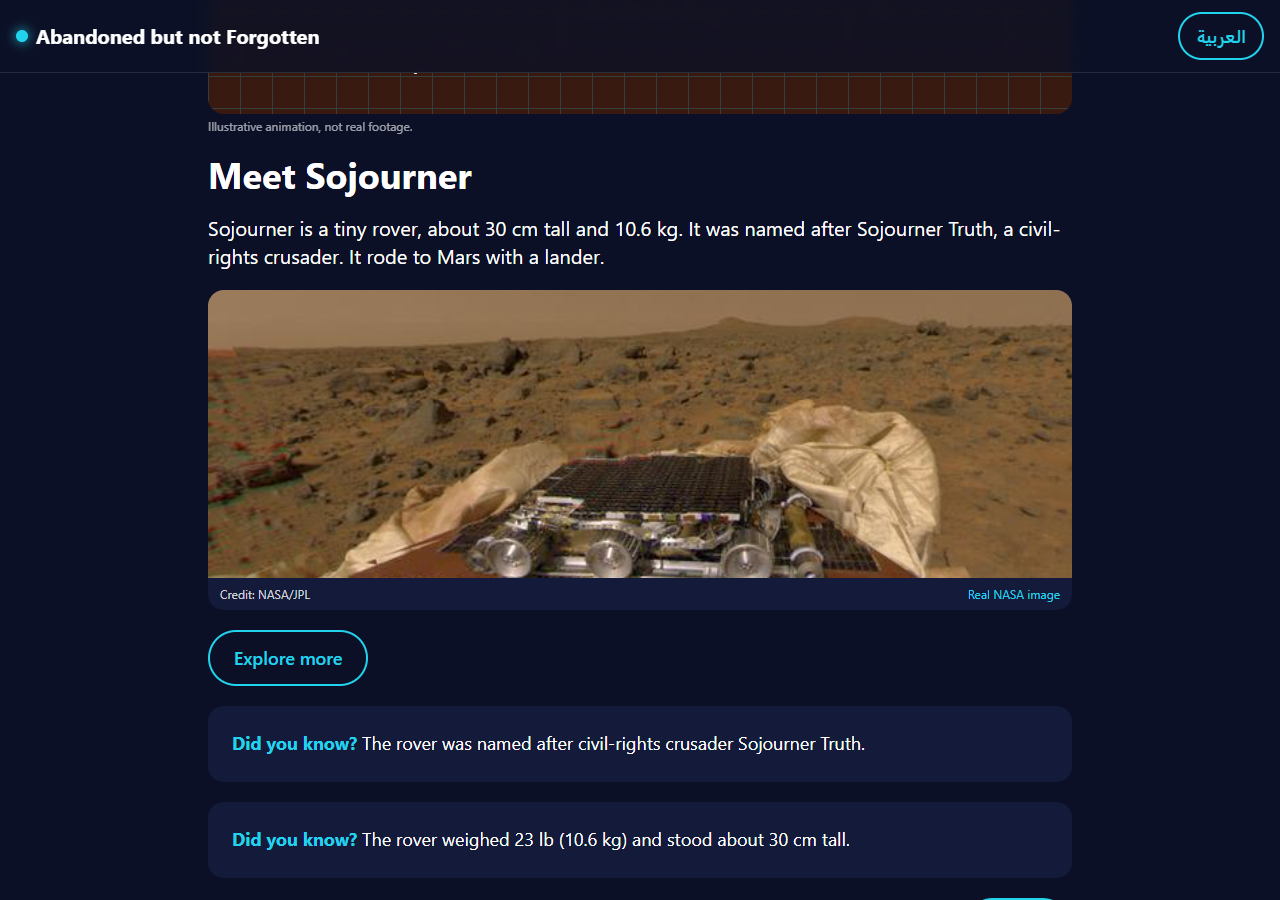 Abandoned but not Forgotten
العربية
Illustrative animation, not real footage.
Meet Sojourner
Sojourner is a tiny rover, about 30 cm tall and 10.6 kg. It was named after Sojourner Truth, a civil-
rights crusader. It rode to Mars with a lander.
Credit: NASA/JPL
Real NASA image
Explore more
Did you know? The rover was named after civil-rights crusader Sojourner Truth.
Did you know? The rover weighed 23 lb (10.6 kg) and stood about 30 cm tall.